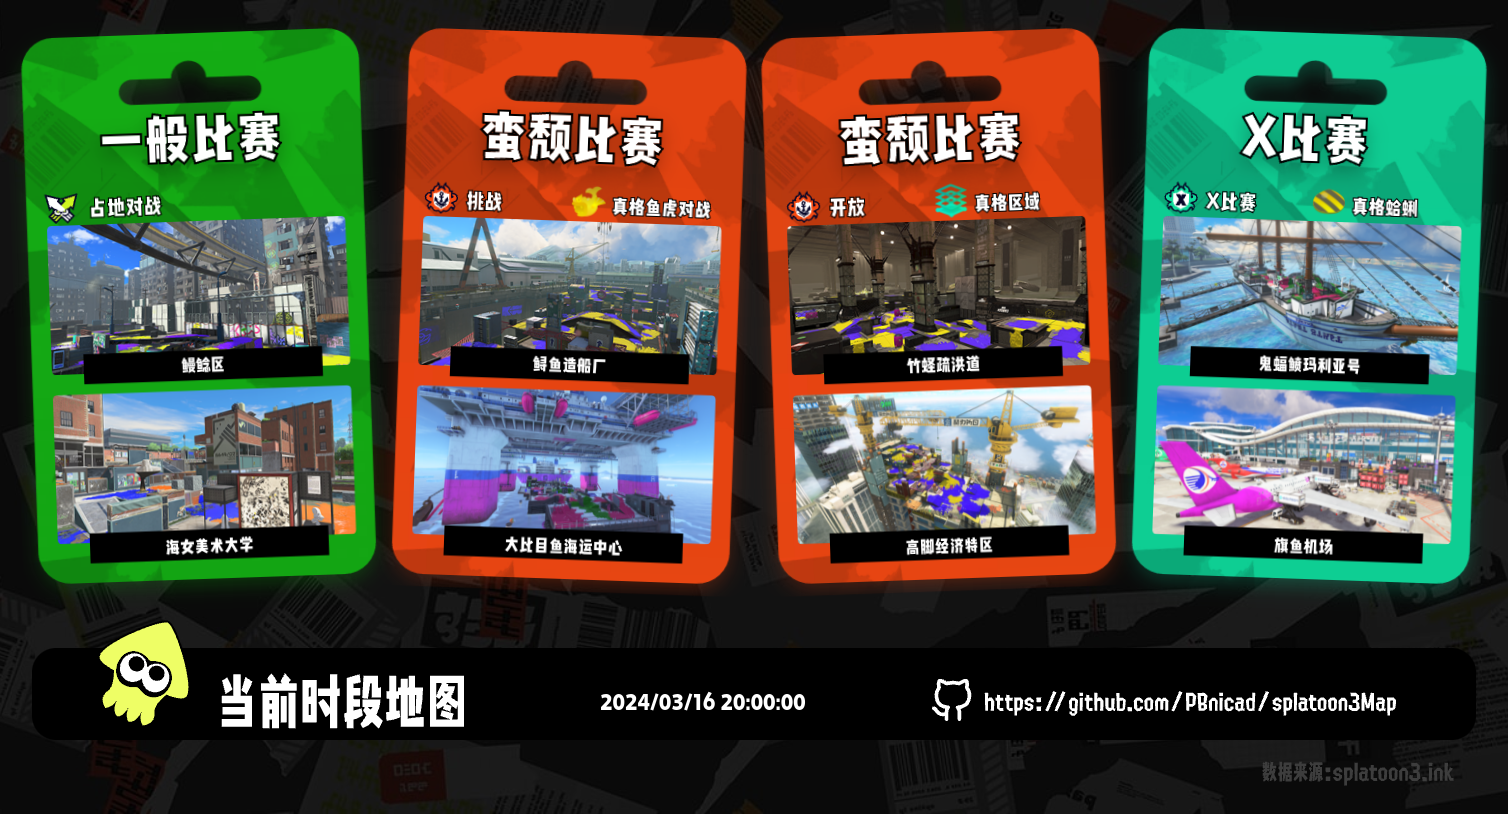 一般比赛
占地对战
鳗鲶区
海女美术大学
蛮颓比赛
挑战
真格鱼虎对战
鲟鱼造船厂
大比目鱼海运中心
蛮颓比赛
开放
真格区域
竹蛏疏洪道
高脚经济特区
X比赛
X比赛
真格蛤蜊
鬼蝠鲼玛利亚号
旗鱼机场
当前时段地图
2024/03/16 20:00:00
https://github.com/PBnicad/splatoon3Map
数据来源:splatoon3.ink